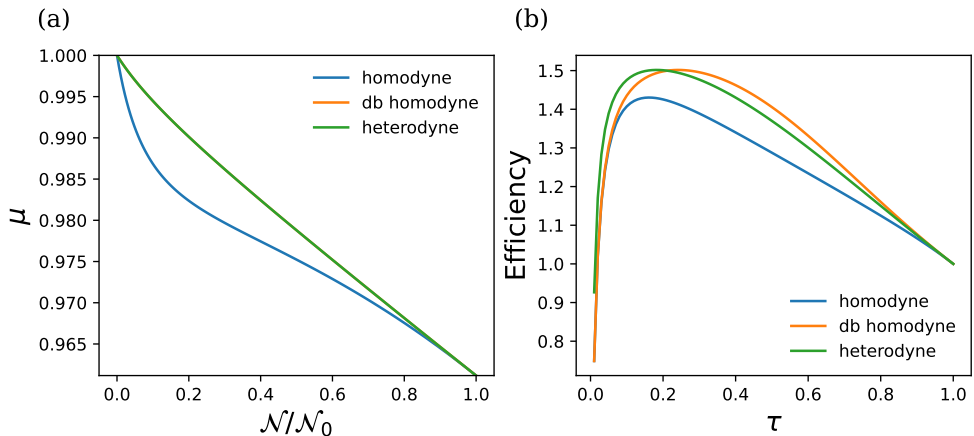 (a)
1.000
0.995
0.990
0.985
0.980
0.975
0.970
0.965
μ
0.0 0.2 0.4 0.6 0.8 1.0
𝒩/𝒩₀
homodyne
db homodyne
heterodyne
(b)
1.5
1.4
1.3
1.2
1.1
1.0
0.9
0.8
Efficiency
0.0 0.2 0.4 0.6 0.8 1.0
τ
homodyne
db homodyne
heterodyne